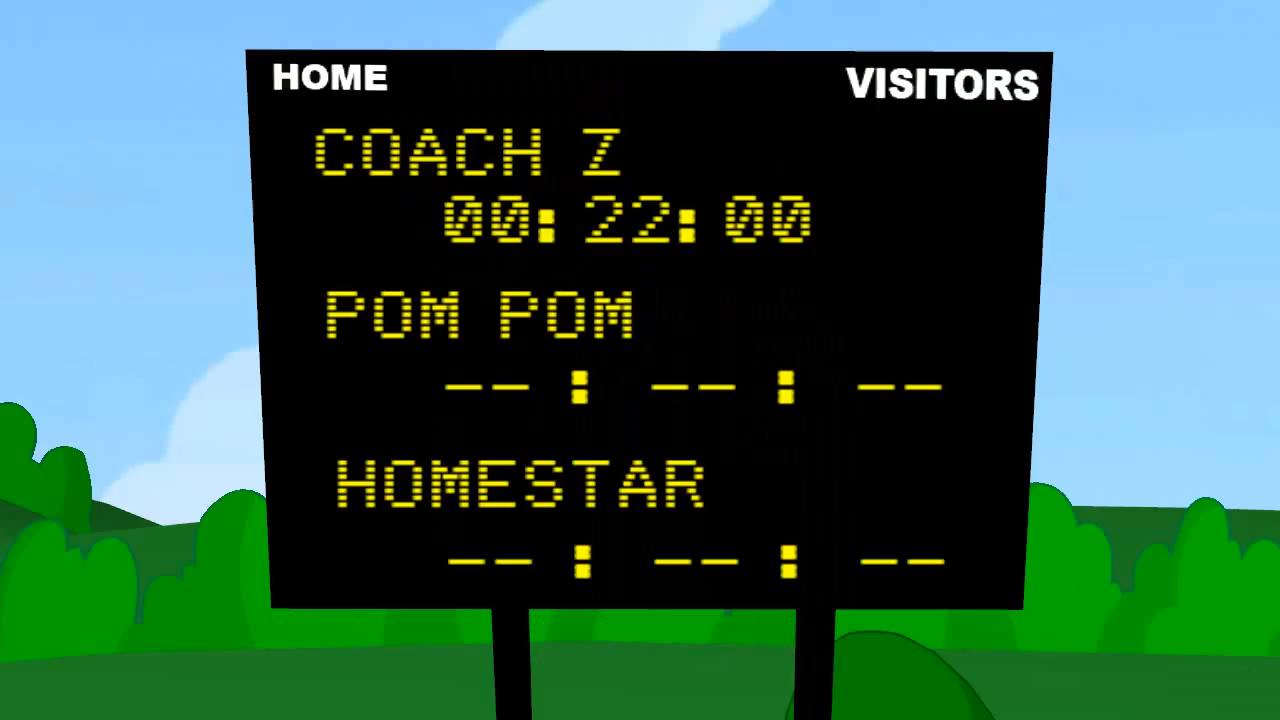 HOME VISITORS
COACH Z
00:22:00
POM POM
--:--:--
HOMESTAR
--:--:--